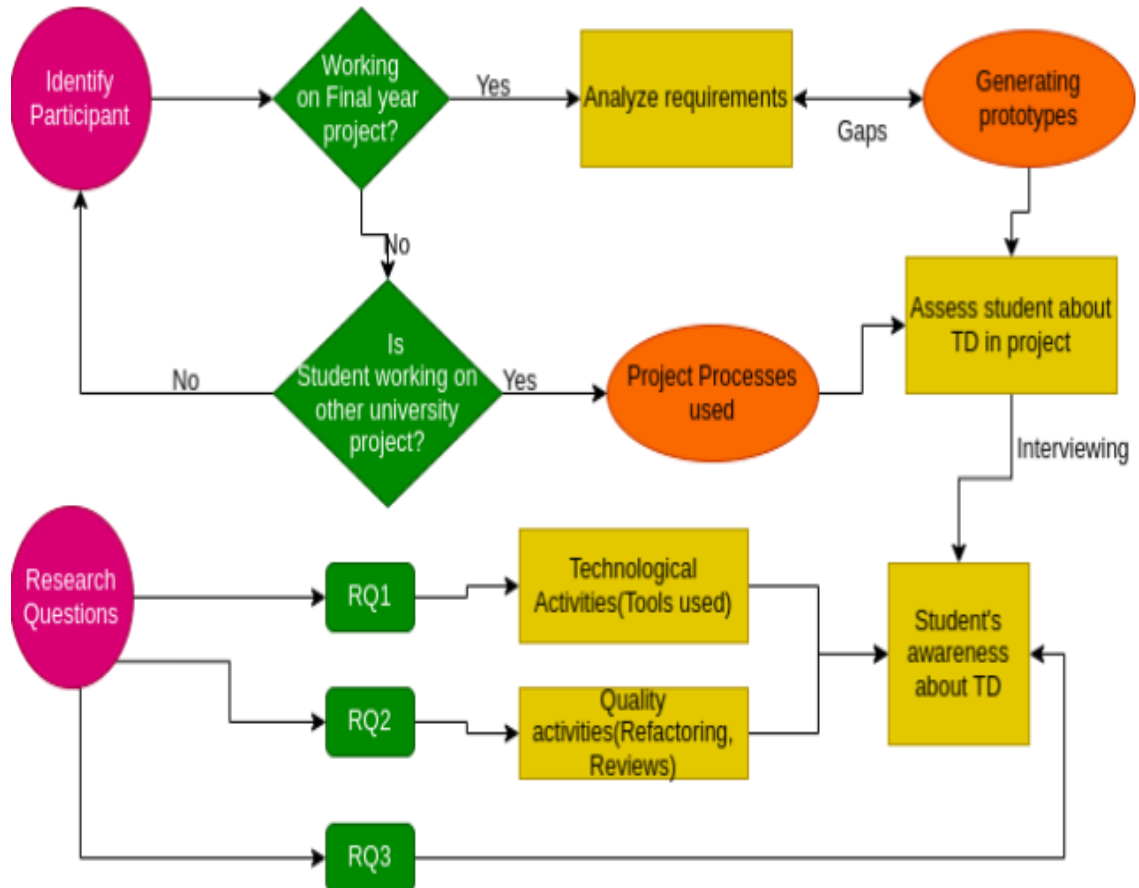 Identify
Participant
Working
on Final year
project?
Yes
Analyze requirements
Gaps
Generating
prototypes
No
Is
Student working on
other university
project?
No
Yes
Project Processes
used
Assess student about
TD in project
Interviewing
Research
Questions
RQ1
Technological
Activities(Tools used)
Student's
awareness
about TD
RQ2
Quality
activities(Refactoring,
Reviews)
RQ3